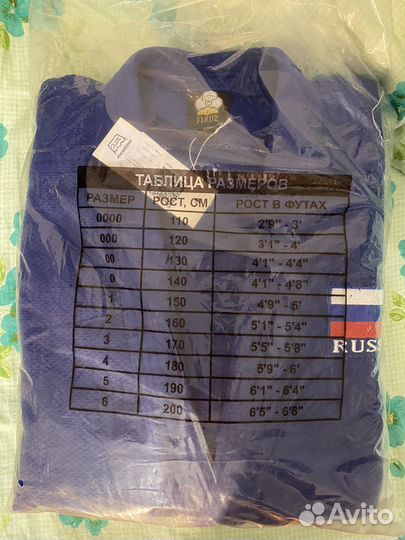 FIRUZ
ТАБЛИЦА РАЗМЕРОВ
РАЗМЕР РОСТ, СМ РОСТ В ФУТАХ
0000 110 2'9" - 3'
000 120 3'1" - 4'
00 130 4'1" - 4'4"
0 140 4'1" - 4'8"
1 150 4'9" - 5'
2 160 5'1" - 5'4"
3 170 5'5" - 5'8"
4 180 5'9" - 6'
5 190 6'1" - 6'4"
6 200 6'5" - 6'8"
RUSS
Avito